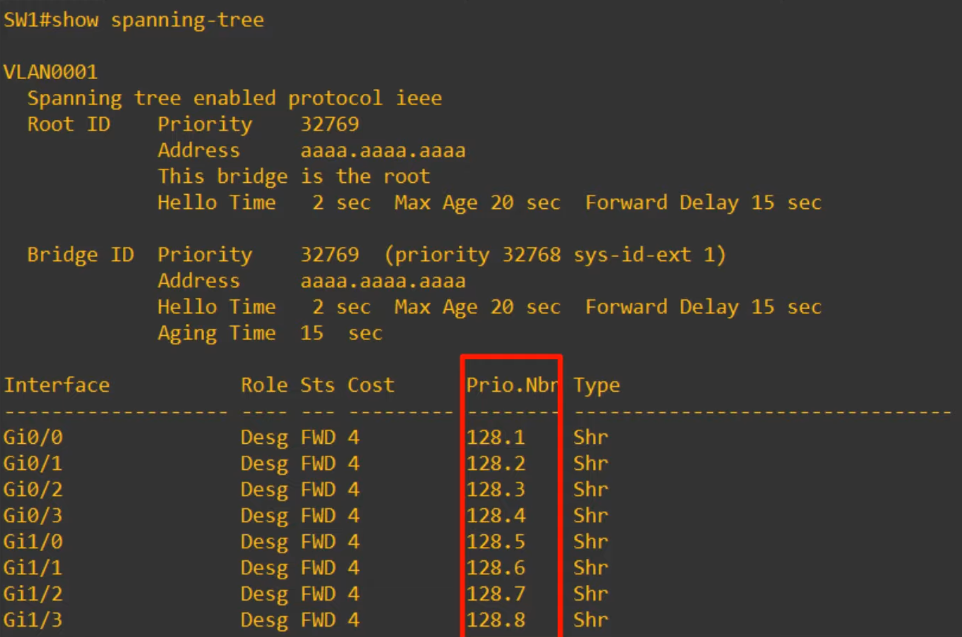 SW1#show spanning-tree
VLAN0001
Spanning tree enabled protocol ieee
Root ID Priority 32769
Address aaaa.aaaa.aaaa
This bridge is the root
Hello Time 2 sec Max Age 20 sec Forward Delay 15 sec
Bridge ID Priority 32769 (priority 32768 sys-id-ext 1)
Address aaaa.aaaa.aaaa
Hello Time 2 sec Max Age 20 sec Forward Delay 15 sec
Aging Time 15 sec
Interface Role Sts Cost Prio.Nbr Type
------------------- ---- --- --------- -------- --------------------------------
Gi0/0 Desg FWD 4 128.1 Shr
Gi0/1 Desg FWD 4 128.2 Shr
Gi0/2 Desg FWD 4 128.3 Shr
Gi0/3 Desg FWD 4 128.4 Shr
Gi1/0 Desg FWD 4 128.5 Shr
Gi1/1 Desg FWD 4 128.6 Shr
Gi1/2 Desg FWD 4 128.7 Shr
Gi1/3 Desg FWD 4 128.8 Shr